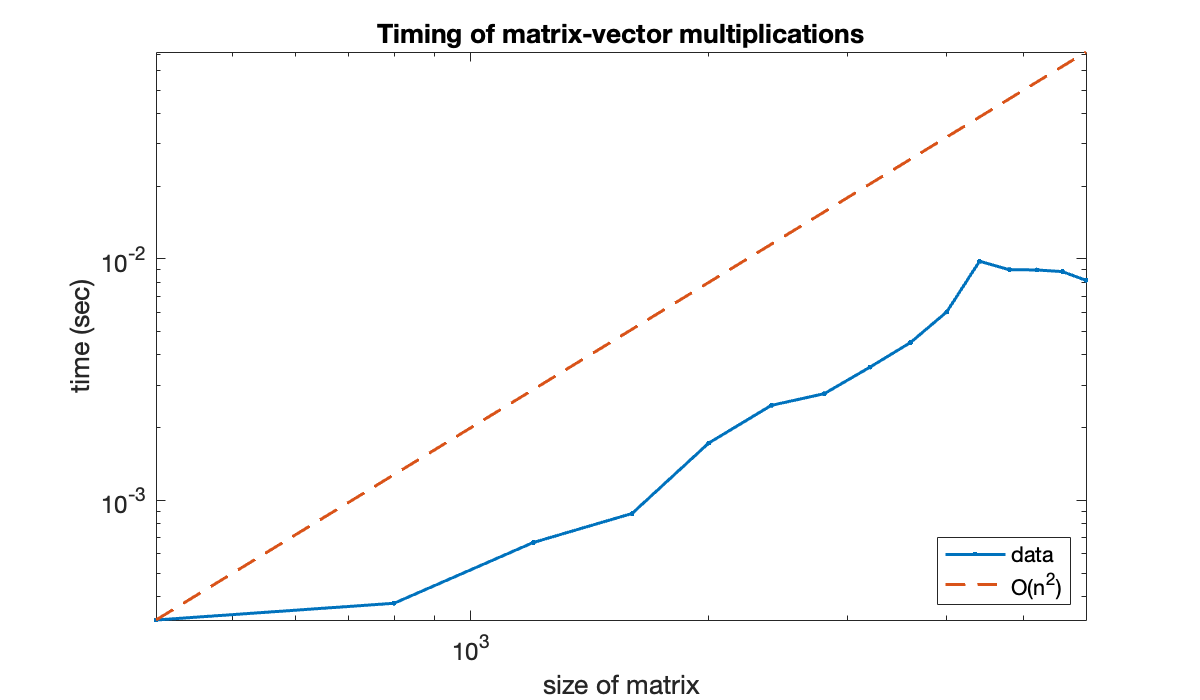 Timing of matrix-vector multiplications
time (sec)
10^-2
10^-3
10^3
size of matrix
data
O(n^2)